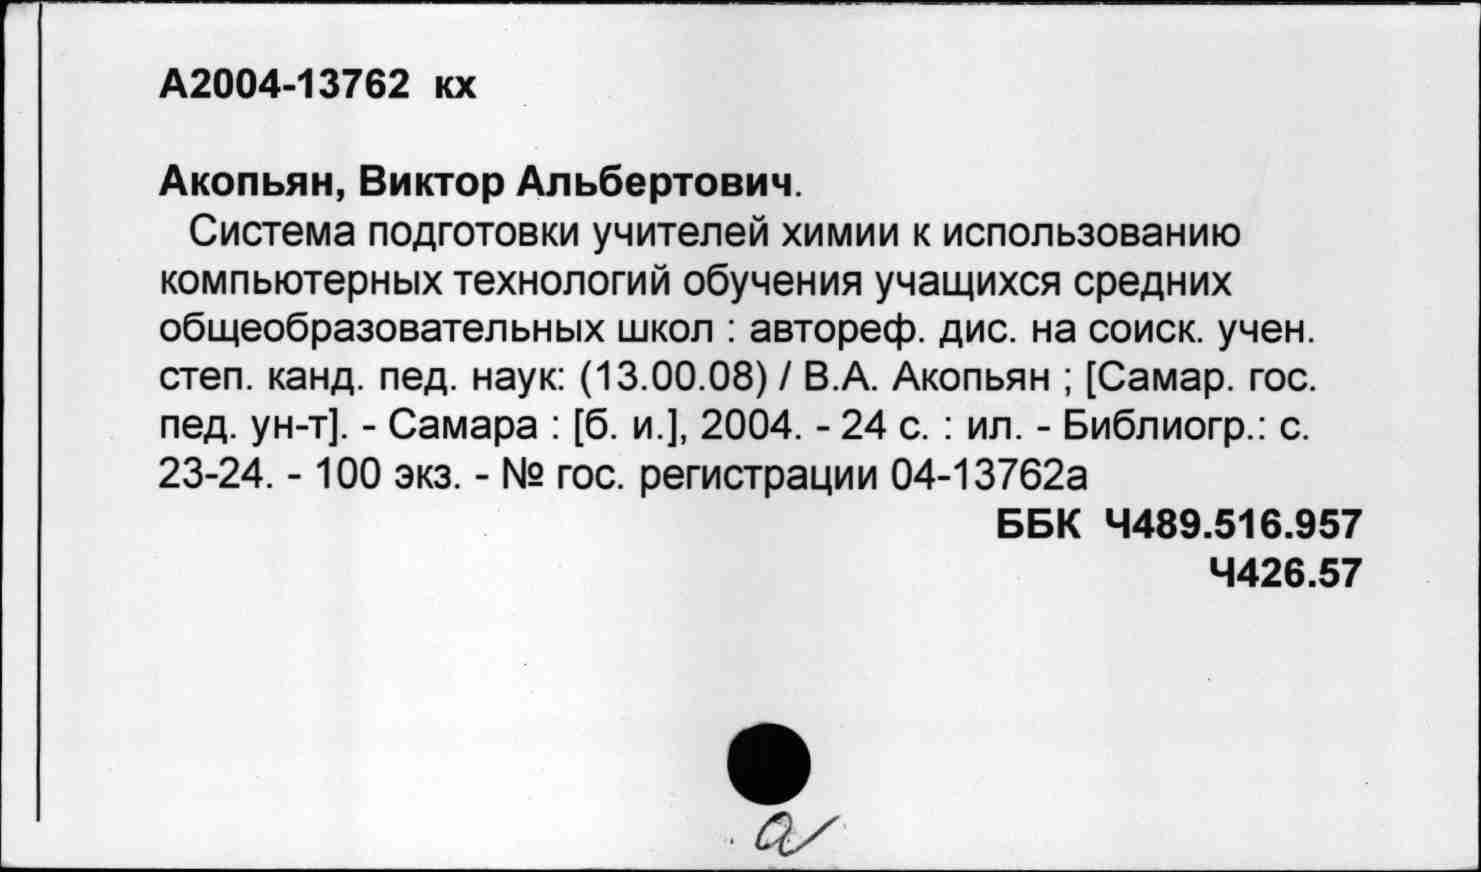 А2004-13762 кх
Акопьян, Виктор Альбертович.
Система подготовки учителей химии к использованию
компьютерных технологий обучения учащихся средних
общеобразовательных школ : автореф. дис. на соиск. учен.
степ. канд. пед. наук: (13.00.08) / В.А. Акопьян ; [Самар. гос.
пед. ун-т]. - Самара : [б. и.], 2004. - 24 с. : ил. - Библиогр.: с.
23-24. - 100 экз. - № гос. регистрации 04-13762а
ББК Ч489.516.957
Ч426.57
а